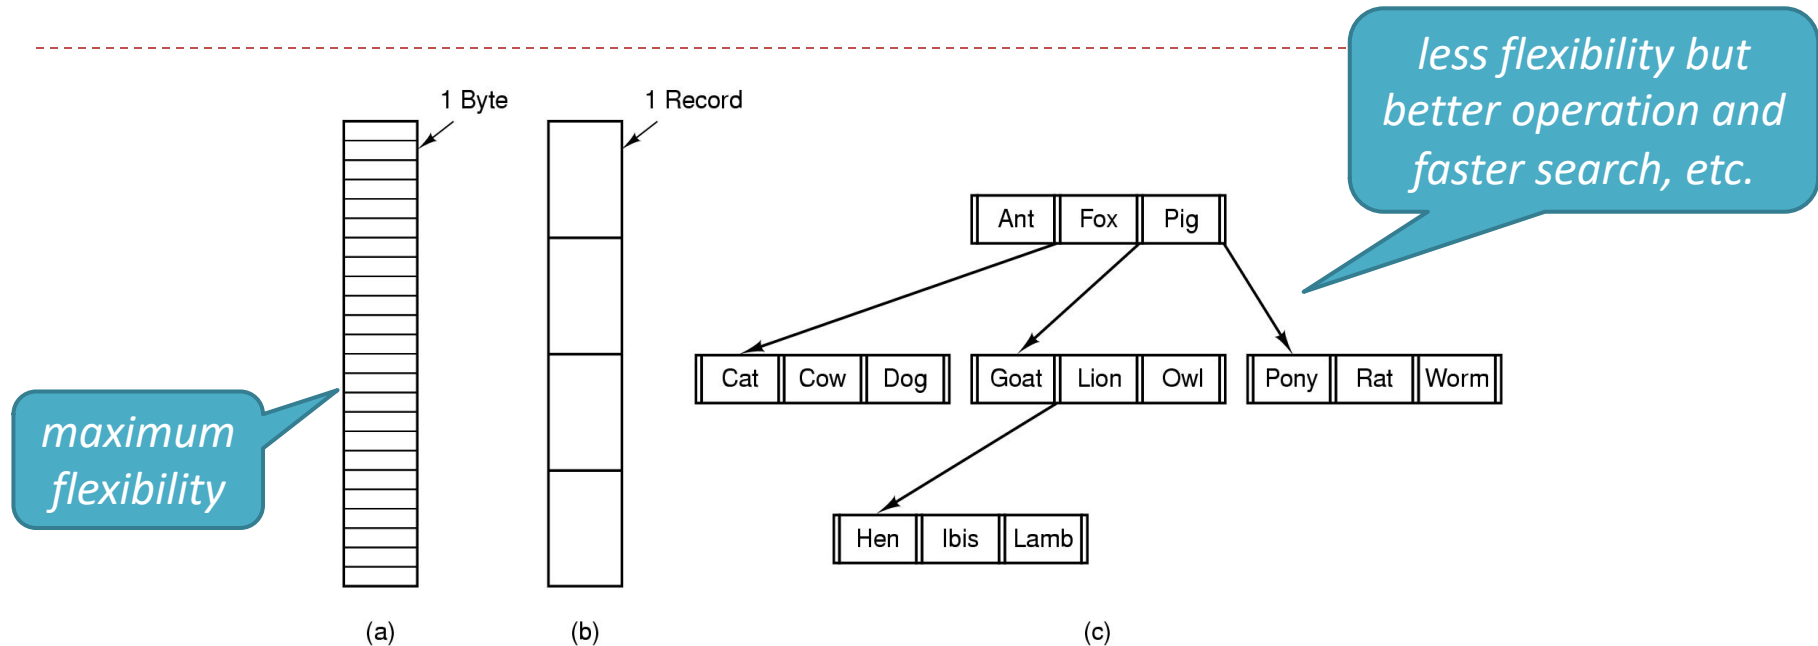 less flexibility but
better operation and
faster search, etc.
1 Byte
1 Record
Ant Fox Pig
Cat Cow Dog
Goat Lion Owl
Pony Rat Worm
maximum
flexibility
Hen Ibis Lamb
(a)
(b)
(c)